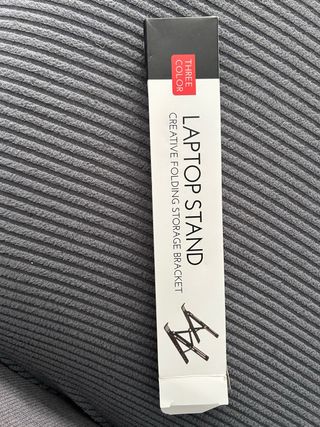 THREE
COLOR
LAPTOP STAND
CREATIVE FOLDING STORAGE BRACKET